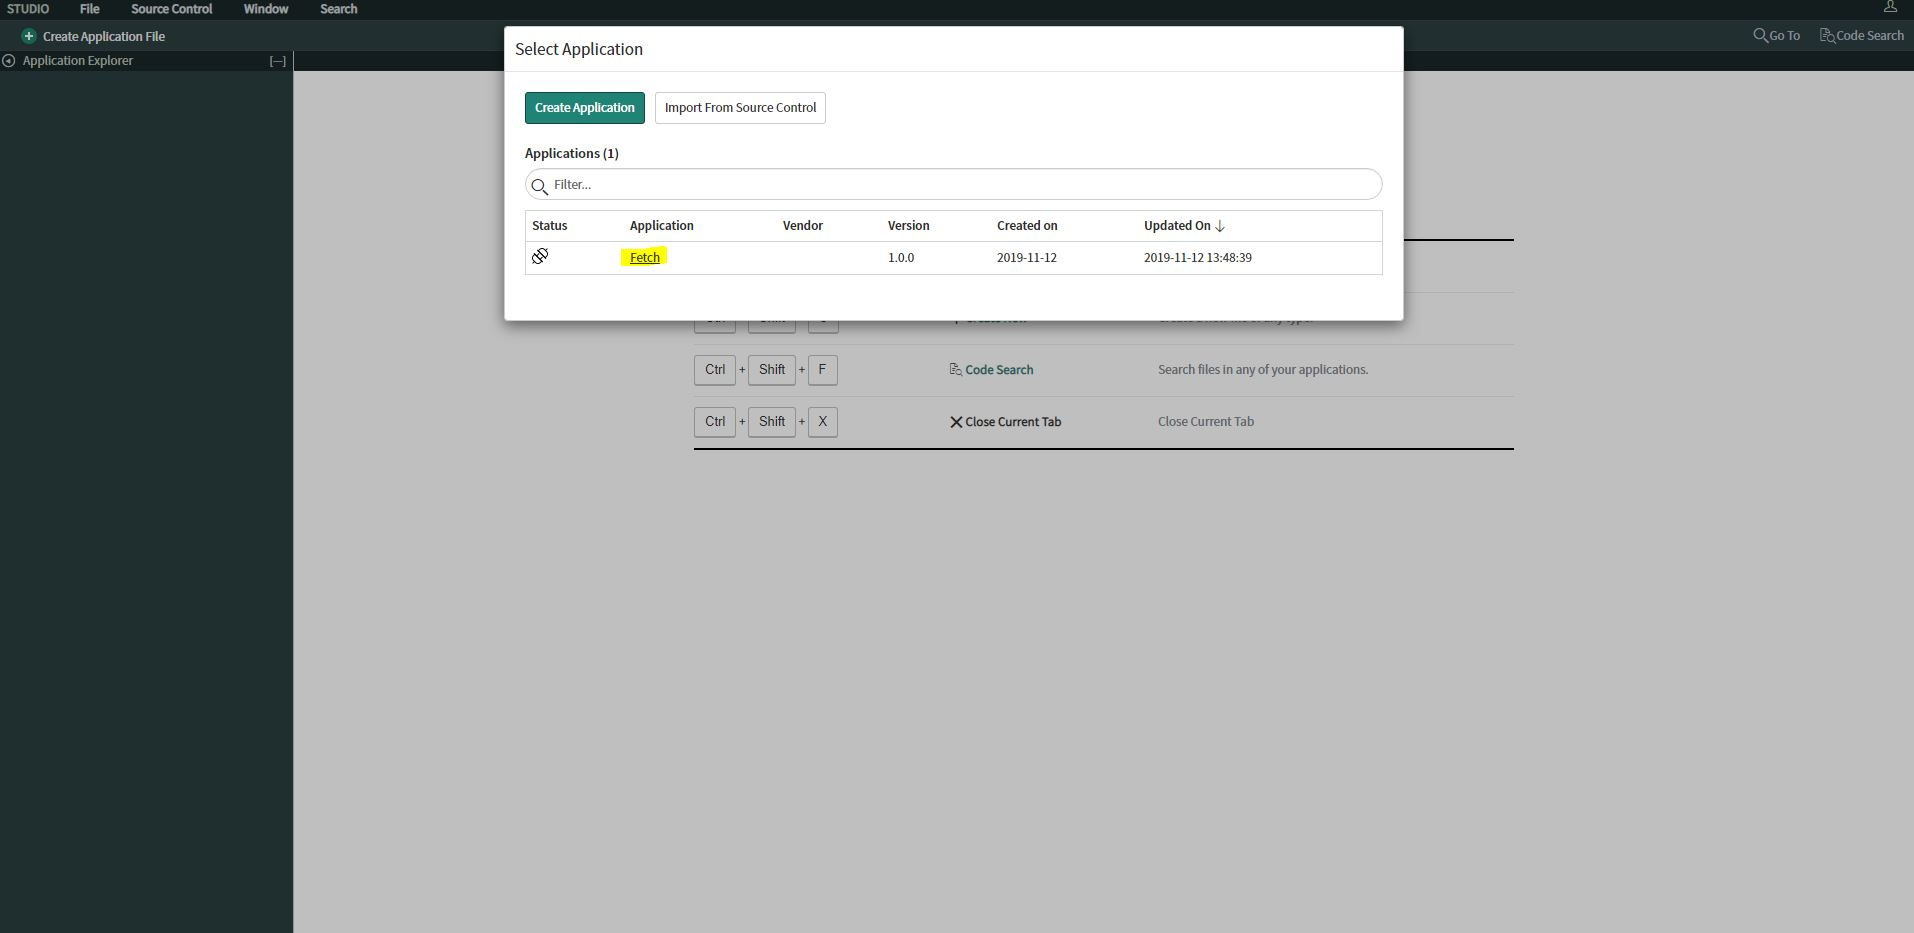 STUDIO File Source Control Window Search
Create Application File
Go To Code Search
Application Explorer [—]
Select Application
Create Application Import From Source Control
Applications (1)
Filter...
Status Application Vendor Version Created on Updated On
Fetch 1.0.0 2019-11-12 2019-11-12 13:48:39
Ctrl + Shift + F Code Search Search files in any of your applications.
Ctrl + Shift + X Close Current Tab Close Current Tab